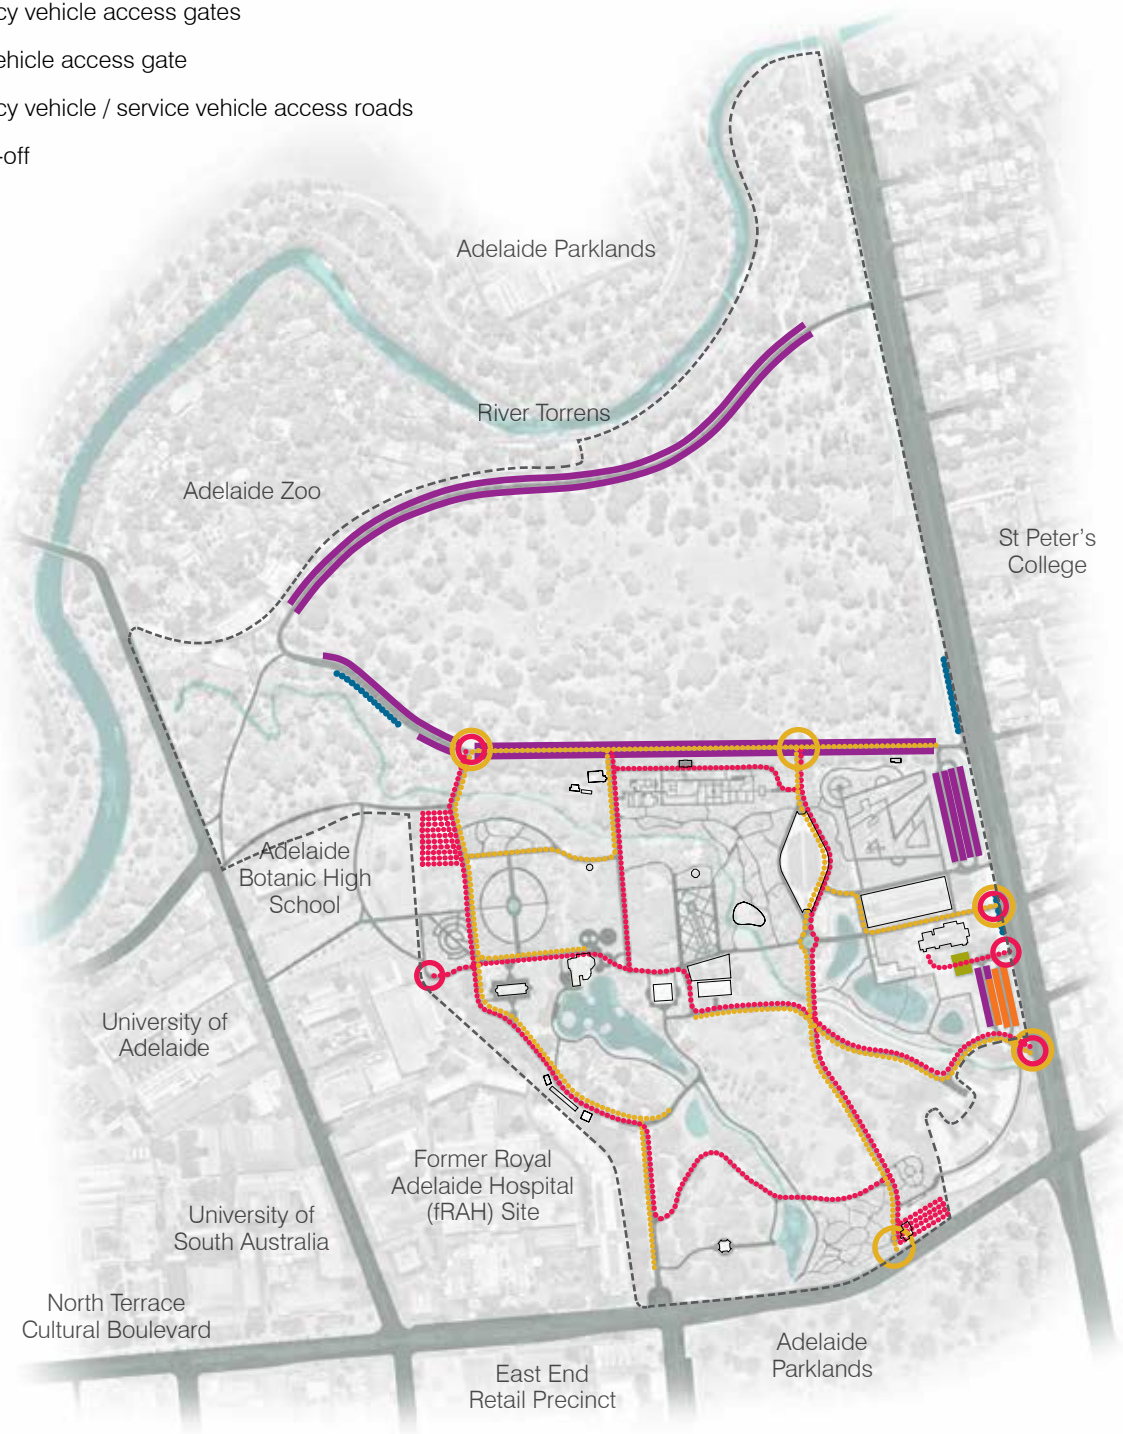 cy vehicle access gates
ehicle access gate
cy vehicle / service vehicle access roads
-off
Adelaide Parklands
River Torrens
Adelaide Zoo
St Peter's
College
Adelaide
Botanic High
School
University of
Adelaide
Former Royal
Adelaide Hospital
(fRAH) Site
University of
South Australia
North Terrace
Cultural Boulevard
Adelaide
Parklands
East End
Retail Precinct